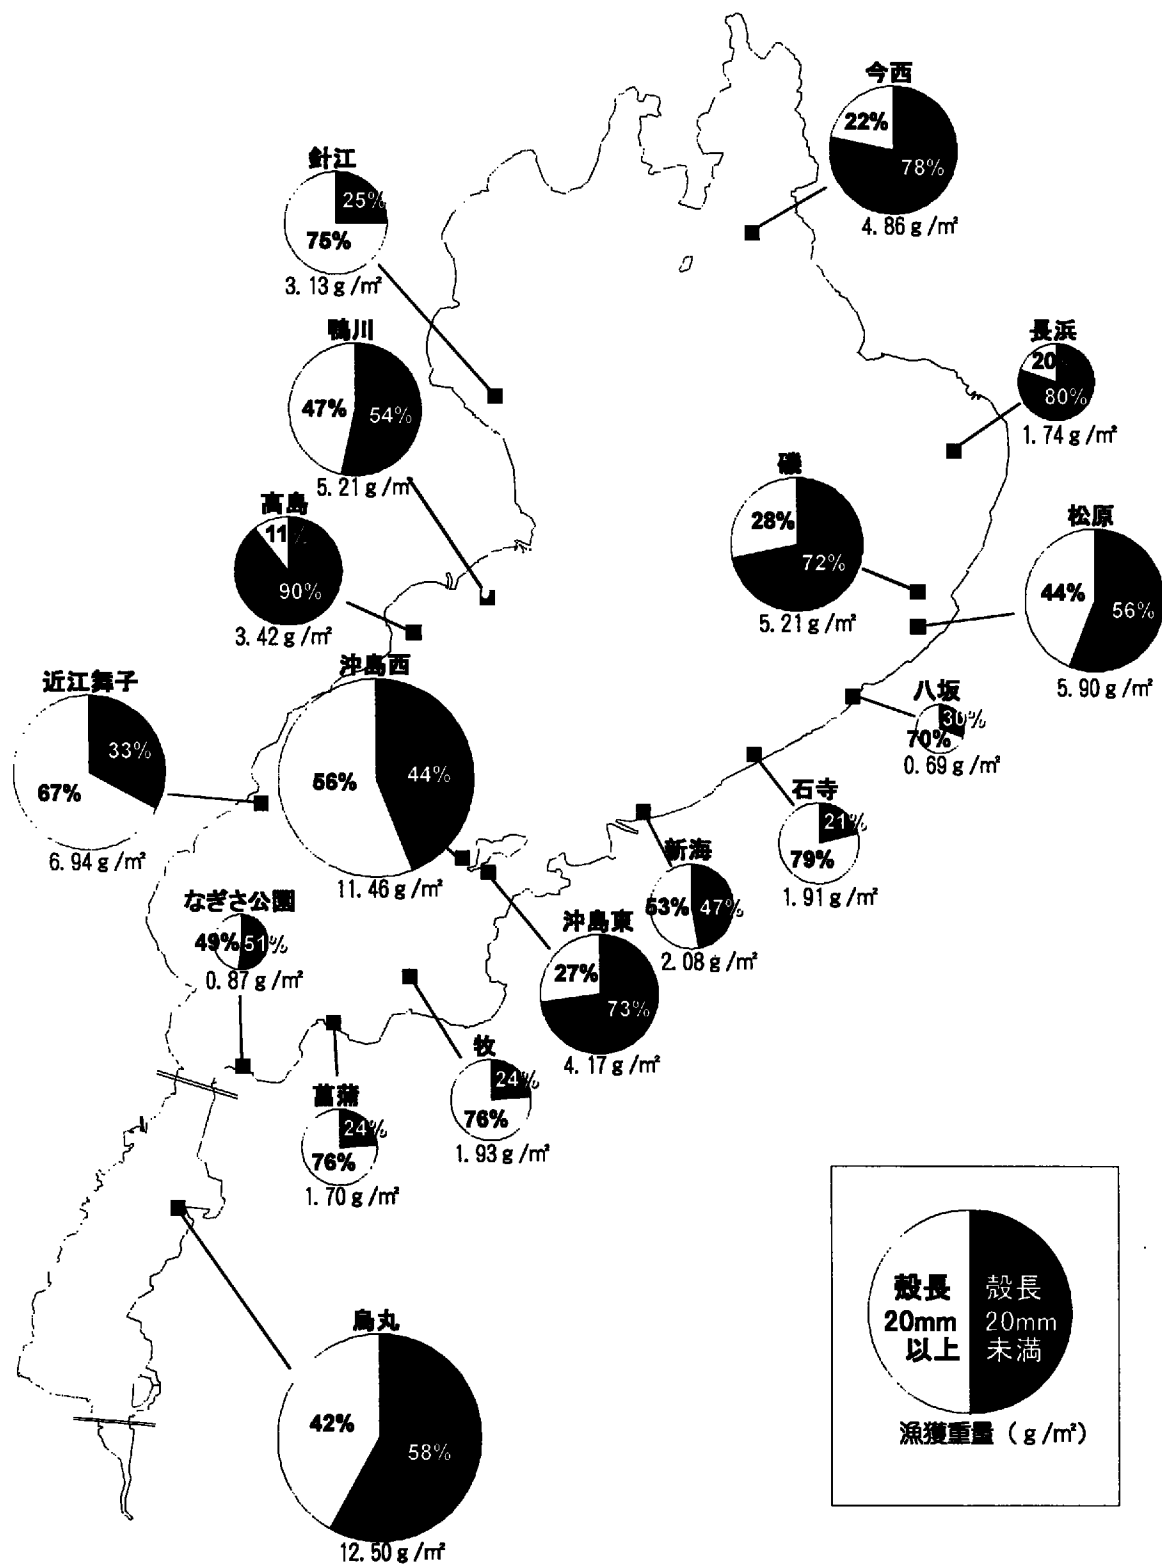 今西
22%
78%
4.86g/㎡
針江
25%
75%
3.13g/㎡
鴨川
47%
54%
5.21g/㎡
長浜
20
80%
1.74g/㎡
磯
28%
72%
5.21g/㎡
高島
11%
90%
3.42g/㎡
松原
44%
56%
5.90g/㎡
近江舞子
33%
67%
6.94g/㎡
沖島西
56%
44%
11.46g/㎡
八坂
30%
70%
0.69g/㎡
石寺
21%
79%
1.91g/㎡
新海
53%
47%
2.08g/㎡
なぎさ公園
49%
51%
0.87g/㎡
沖島東
27%
73%
4.17g/㎡
牧
24%
76%
1.93g/㎡
菖蒲
24%
76%
1.70g/㎡
烏丸
42%
58%
12.50g/㎡
殻長
20mm
以上
殻長
20mm
未満
漁獲重量（g/㎡）